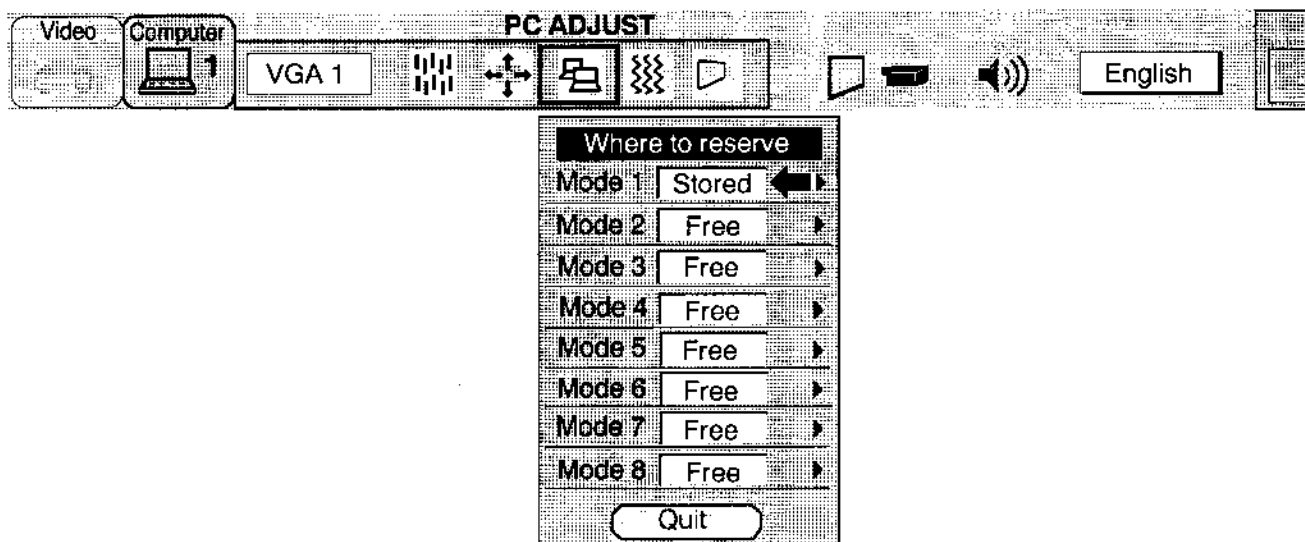 PC ADJUST
Video
Computer
1
VGA 1
English
Where to reserve
Mode 1 Stored
Mode 2 Free
Mode 3 Free
Mode 4 Free
Mode 5 Free
Mode 6 Free
Mode 7 Free
Mode 8 Free
Quit